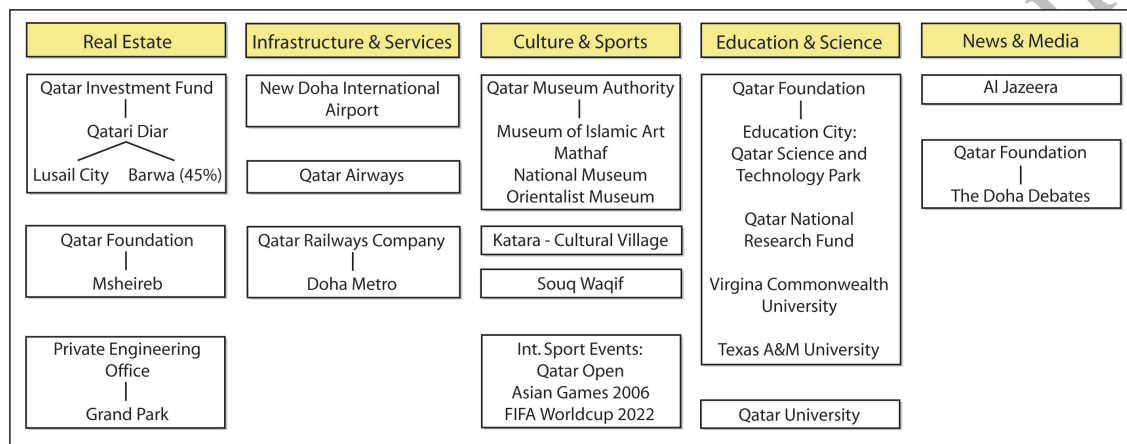 Real Estate
Qatar Investment Fund
Qatari Diar
Lusail City
Barwa (45%)
Qatar Foundation
Msheireb
Private Engineering
Office
Grand Park
Infrastructure & Services
New Doha International
Airport
Qatar Airways
Qatar Railways Company
Doha Metro
Culture & Sports
Qatar Museum Authority
Museum of Islamic Art
Mathaf
National Museum
Orientalist Museum
Katara - Cultural Village
Souq Waqif
Int. Sport Events:
Qatar Open
Asian Games 2006
FIFA Worldcup 2022
Education & Science
Qatar Foundation
Education City:
Qatar Science and
Technology Park
Qatar National
Research Fund
Virgina Commonwealth
University
Texas A&M University
Qatar University
News & Media
Al Jazeera
Qatar Foundation
The Doha Debates